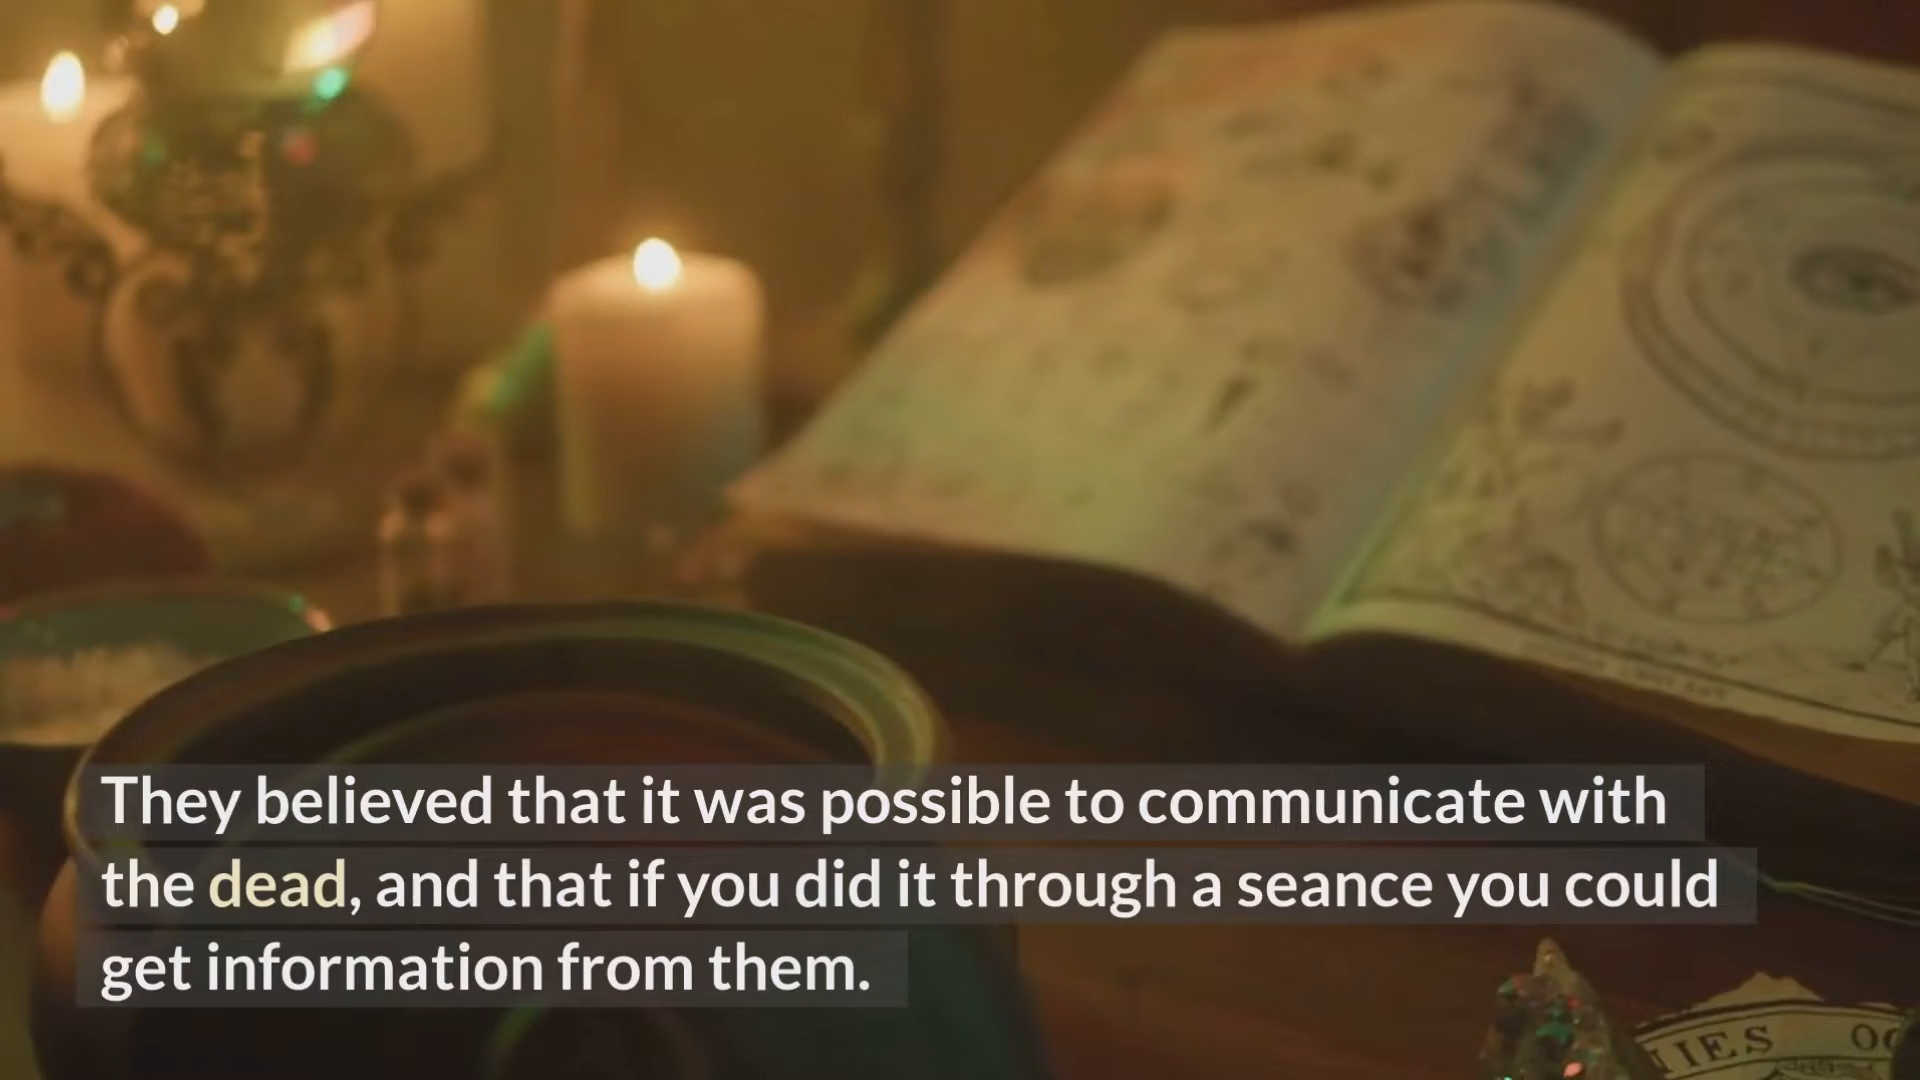 They believed that it was possible to communicate with
the dead, and that if you did it through a seance you could
get information from them.